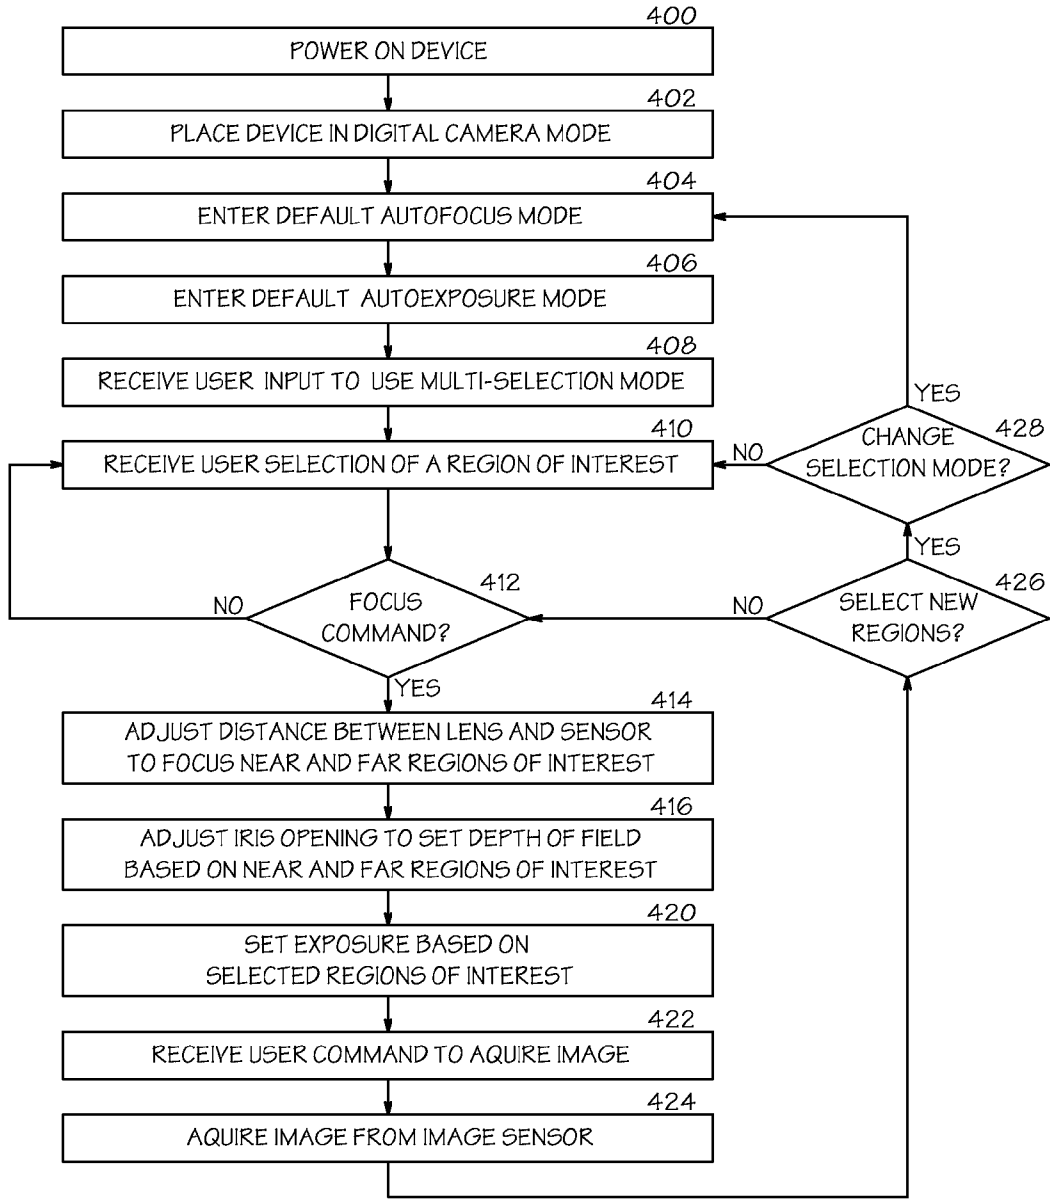 400
POWER ON DEVICE
402
PLACE DEVICE IN DIGITAL CAMERA MODE
404
ENTER DEFAULT AUTOFOCUS MODE
406
ENTER DEFAULT AUTOEXPOSURE MODE
408
RECEIVE USER INPUT TO USE MULTI-SELECTION MODE
410
RECEIVE USER SELECTION OF A REGION OF INTEREST
YES
428
CHANGE
SELECTION MODE?
NO
YES
426
SELECT NEW
REGIONS?
NO
412
FOCUS
COMMAND?
NO
YES
414
ADJUST DISTANCE BETWEEN LENS AND SENSOR
TO FOCUS NEAR AND FAR REGIONS OF INTEREST
416
ADJUST IRIS OPENING TO SET DEPTH OF FIELD
BASED ON NEAR AND FAR REGIONS OF INTEREST
420
SET EXPOSURE BASED ON
SELECTED REGIONS OF INTEREST
422
RECEIVE USER COMMAND TO AQUIRE IMAGE
424
AQUIRE IMAGE FROM IMAGE SENSOR